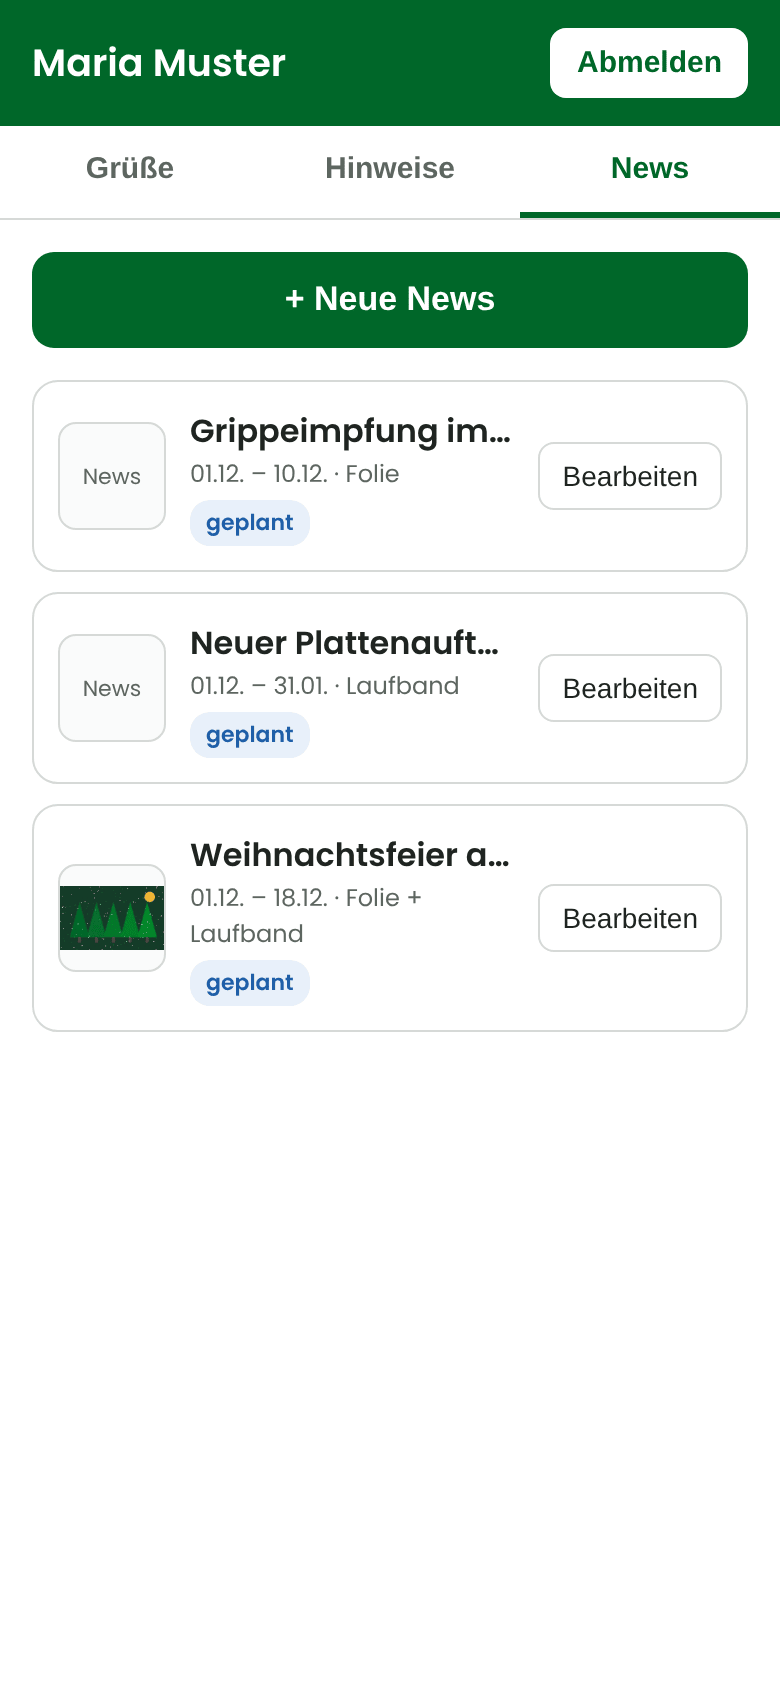 Maria Muster
Abmelden
Grüße
Hinweise
News
+ Neue News
News
Grippeimpfung im...
01.12. – 10.12. · Folie
geplant
Bearbeiten
News
Neuer Plattenauft...
01.12. – 31.01. · Laufband
geplant
Bearbeiten
Weihnachtsfeier a...
01.12. – 18.12. · Folie +
Laufband
geplant
Bearbeiten